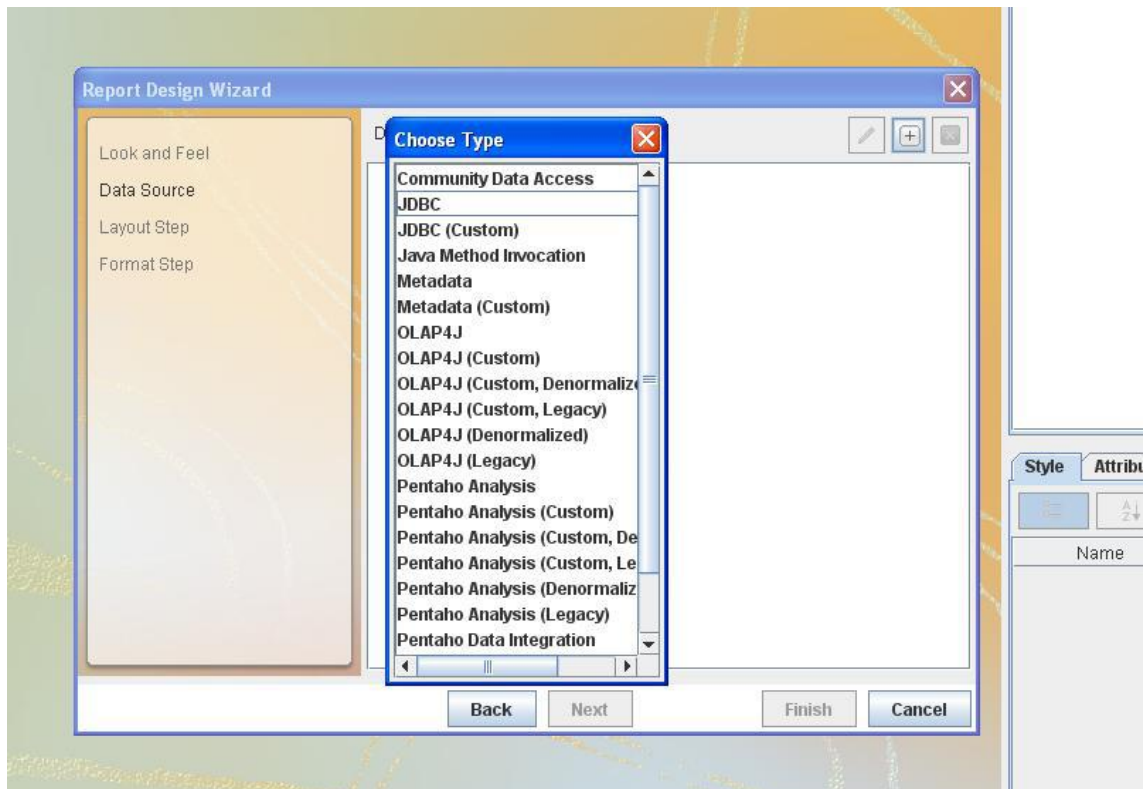 Report Design Wizard
Look and Feel
Data Source
Layout Step
Format Step
D
Choose Type
Community Data Access
JDBC
JDBC (Custom)
Java Method Invocation
Metadata
Metadata (Custom)
OLAP4J
OLAP4J (Custom)
OLAP4J (Custom, Denormalize
OLAP4J (Custom, Legacy)
OLAP4J (Denormalized)
OLAP4J (Legacy)
Pentaho Analysis
Pentaho Analysis (Custom)
Pentaho Analysis (Custom, De
Pentaho Analysis (Custom, Le
Pentaho Analysis (Denormaliz
Pentaho Analysis (Legacy)
Pentaho Data Integration
Back Next Finish Cancel
Style Attribu
Name